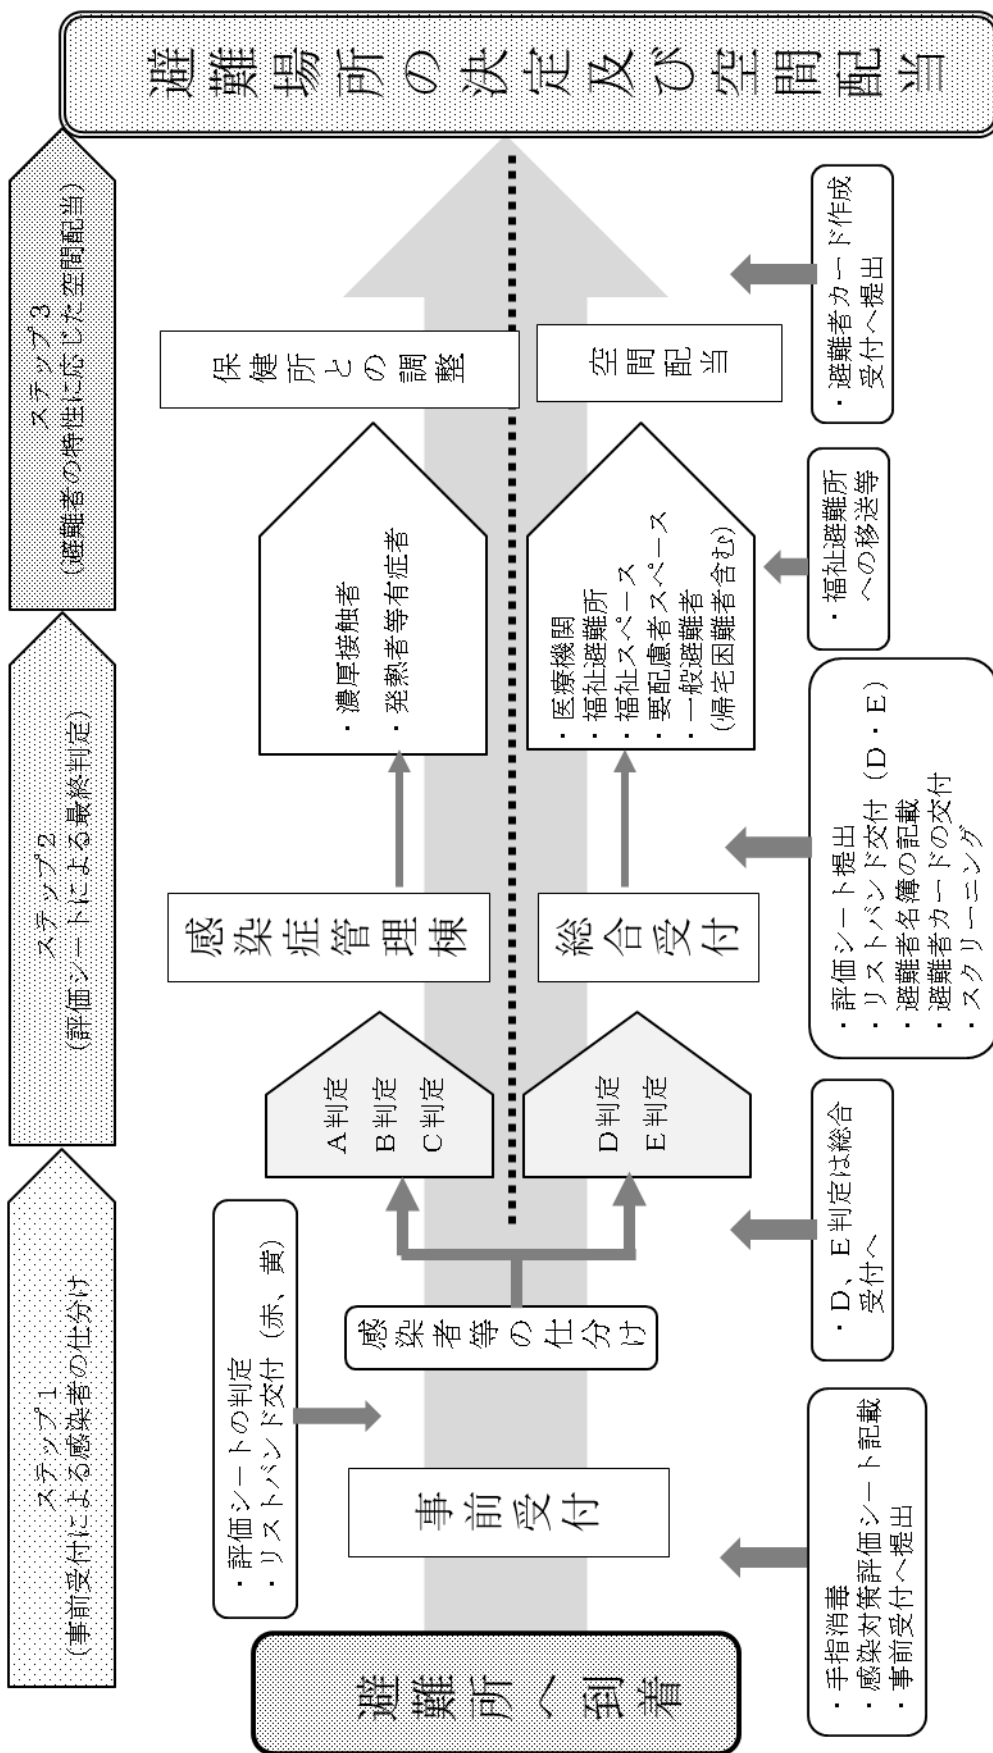 ステップ１
(事前受付による感染者の仕分け
ステップ２
(評価シートによる最終判定)
ステップ３
(避難者の特性に応じた空間配当)
避難所へ到着
・評価シートの判定
・リストバンド交付 (赤、黄)
事前受付
・手指消毒
・感染対策評価シート記載
・事前受付へ提出
感染者等の仕分け
A判定
B判定
C判定
D判定
E判定
・D、E判定は総合
受付へ
感染症管理棟
総合受付
・評価シート提出
・リストバンド交付 (D・E)
・避難者名簿の記載
・避難者カードの交付
・スクリーニング
・濃厚接触者
・発熱者等有症者
・医療機関
・福祉避難所
・福祉スペース
・要配慮者スペース
・一般避難者
(帰宅困難者含む)
・福祉避難所
への移送等
保健所との調整
空間配当
・避難者カード作成
受付へ提出
避難場所の決定及び空間配当